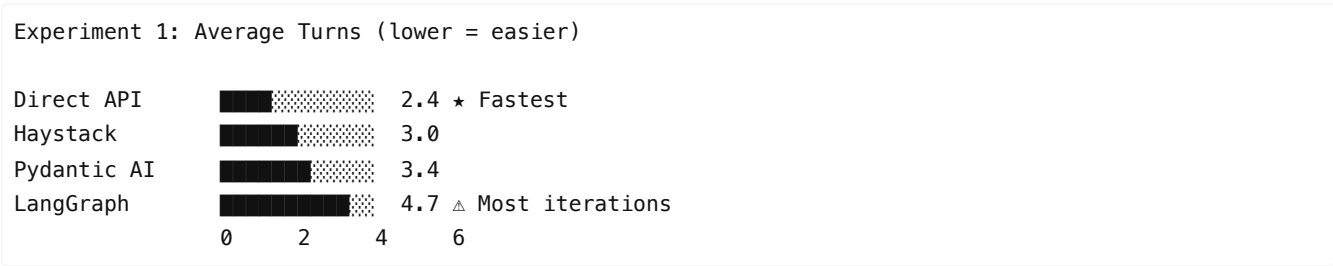 Experiment 1: Average Turns (lower = easier)
Direct API ████░░░░░░░░ 2.4 ★ Fastest
Haystack ██████░░░░░░ 3.0
Pydantic AI ███████░░░░░ 3.4
LangGraph ██████████░░ 4.7 ⚠ Most iterations
0 2 4 6